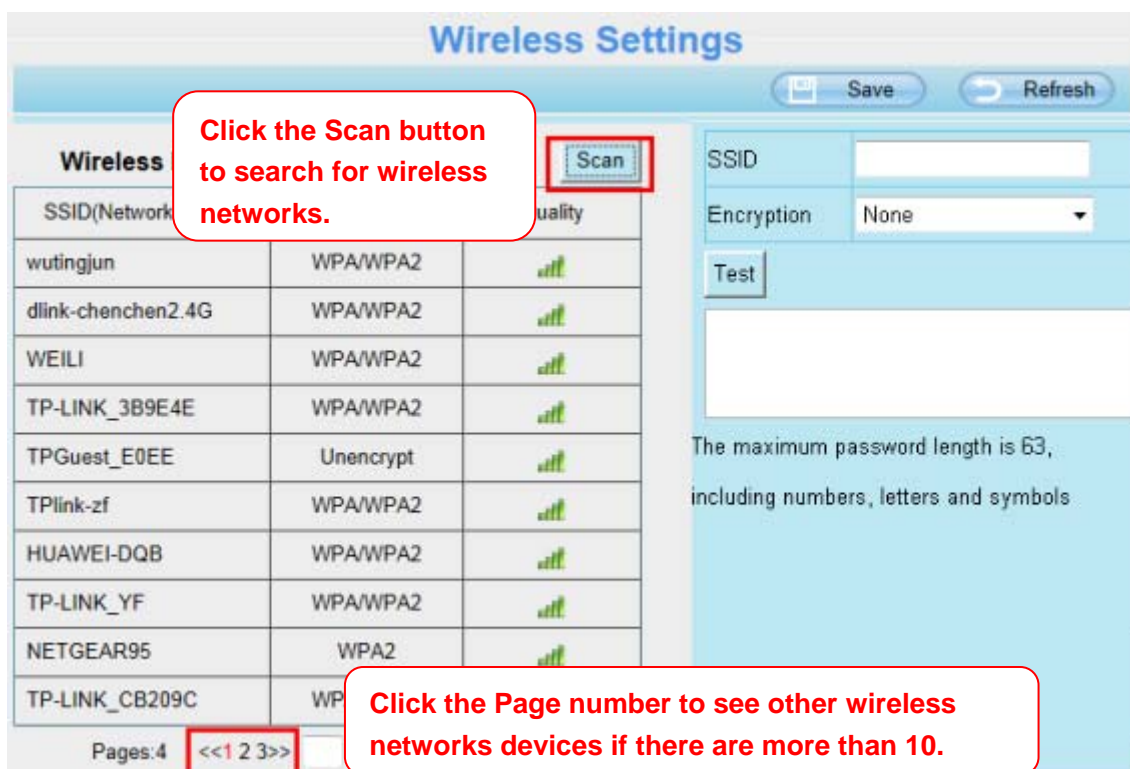 Wireless Settings
Save Refresh
Click the Scan button
to search for wireless
networks.
Wireless
Scan
SSID(Network
uality
wutingjun WPA/WPA2
dlink-chenchen2.4G WPA/WPA2
WEILI WPA/WPA2
TP-LINK_3B9E4E WPA/WPA2
TPGuest_E0EE Unencrypt
TPlink-zf WPA/WPA2
HUAWEI-DQB WPA/WPA2
TP-LINK_YF WPA/WPA2
NETGEAR95 WPA2
TP-LINK_CB209C WP
Pages:4 <<1 2 3>>
Click the Page number to see other wireless
networks devices if there are more than 10.
SSID
Encryption None
Test
The maximum password length is 63,
including numbers, letters and symbols